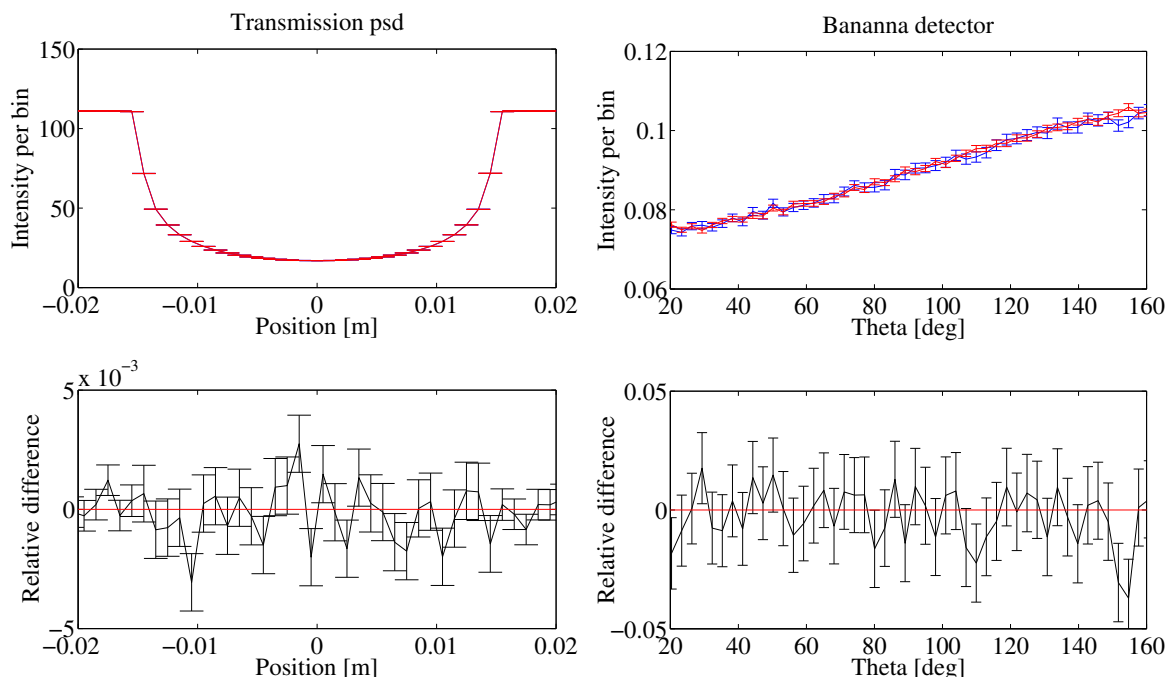 Transmission psd
150
100
50
0
Intensity per bin
−0.02 −0.01 0 0.01 0.02
Position [m]
Bananna detector
0.12
0.1
0.08
0.06
Intensity per bin
20 40 60 80 100 120 140 160
Theta [deg]
x 10−3
5
0
−5
Relative difference
−0.02 −0.01 0 0.01 0.02
Position [m]
0.05
0
−0.05
Relative difference
20 40 60 80 100 120 140 160
Theta [deg]